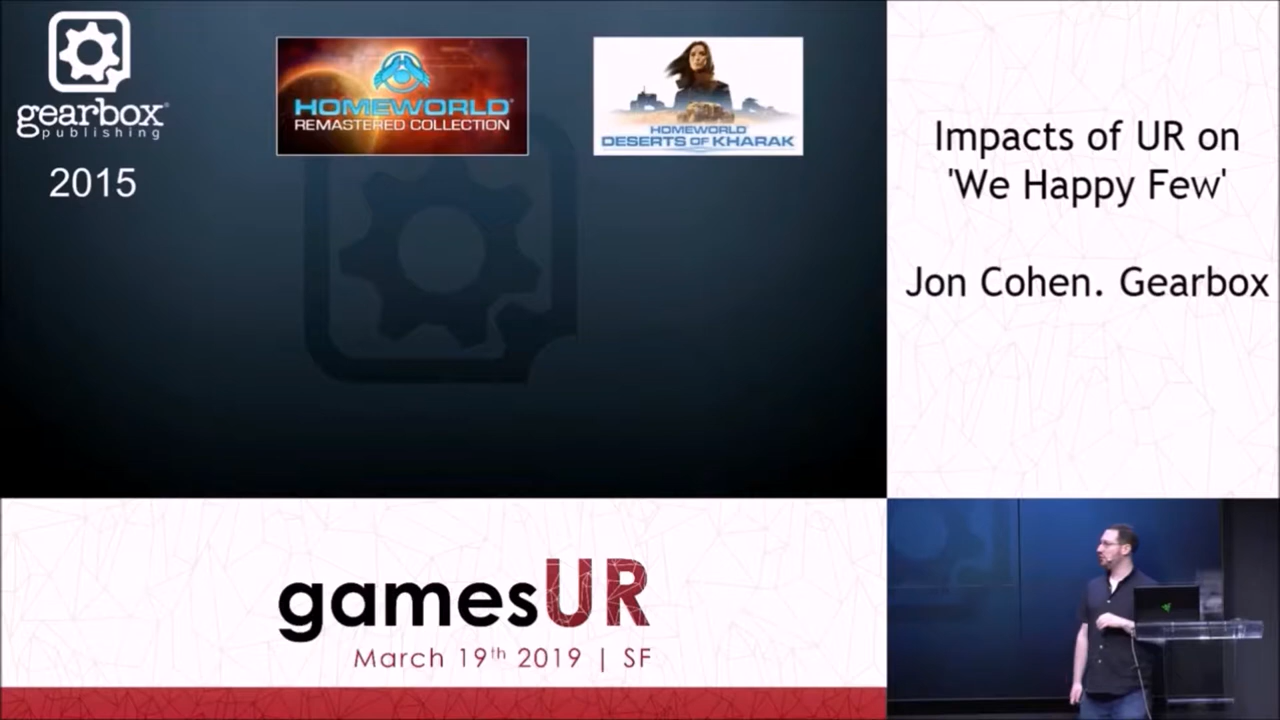 gearbox®
publishing
2015
HOMEWORLD®
REMASTERED COLLECTION
HOMEWORLD
DESERTS OF KHARAK
Impacts of UR on
'We Happy Few'
Jon Cohen. Gearbox
gamesUR
March 19th 2019 | SF